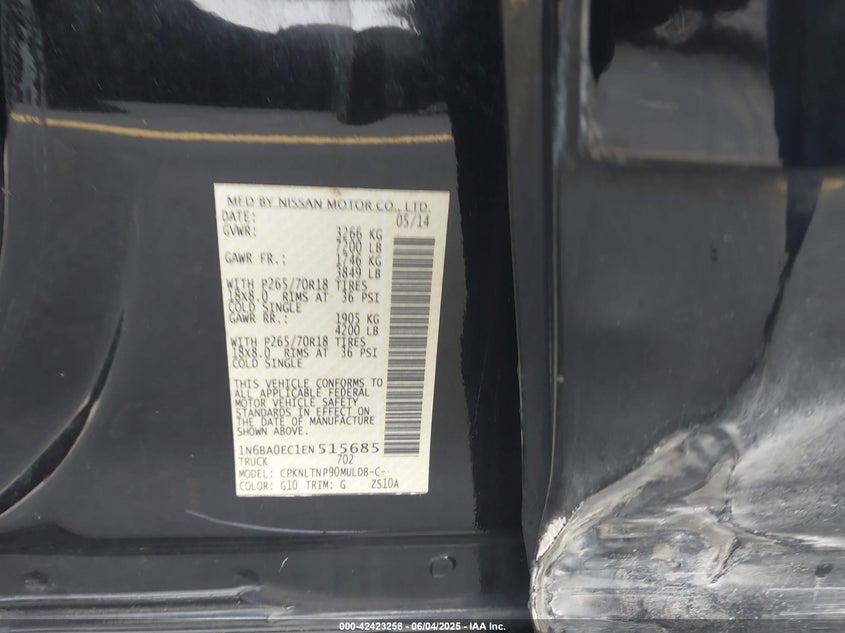 MFD BY NISSAN MOTOR CO., LTD.
DATE: 05/14
GVWR: 3266 KG
7200 LB
GAWR FR.: 1746 KG
3849 LB
WITH P265/70R18 TIRES
18X8.0 RIMS AT 36 PSI
COLD SINGLE
GAWR RR.: 1905 KG
4200 LB
WITH P265/70R18 TIRES
18X8.0 RIMS AT 36 PSI
COLD SINGLE
THIS VEHICLE CONFORMS TO
ALL APPLICABLE FEDERAL
MOTOR VEHICLE SAFETY
STANDARDS IN EFFECT ON
THE DATE OF MANUFACTURE
SHOWN ABOVE.
1N6BA0EC1EN515685
TRUCK 702
MODEL: CPKNLTNP90MULDB-C-
COLOR: G10 TRIM: G ZS10A
000-42423258 - 06/04/2025 - IAA Inc.